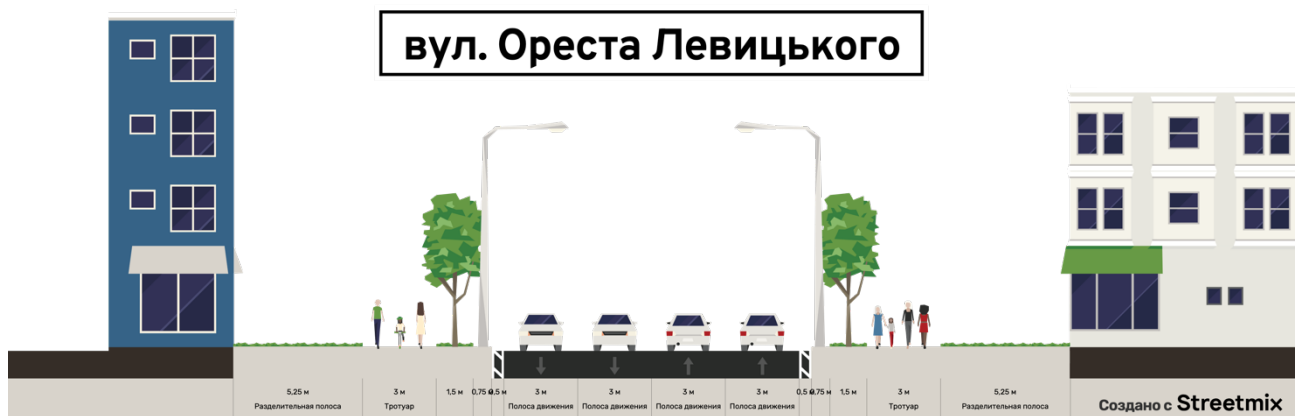 вул. Ореста Левицького
5,25 м 3 м 1,5 м 0,75 м 0,5 м 3 м 3 м 3 м 3 м 0.5 м 0,75 м 1,5 м 3 м 5,25 м
Разделительная полоса Тротуар Полоса движения Полоса движения Полоса движения Полоса движения Тротуар Разделительная полоса
Создано с Streetmix